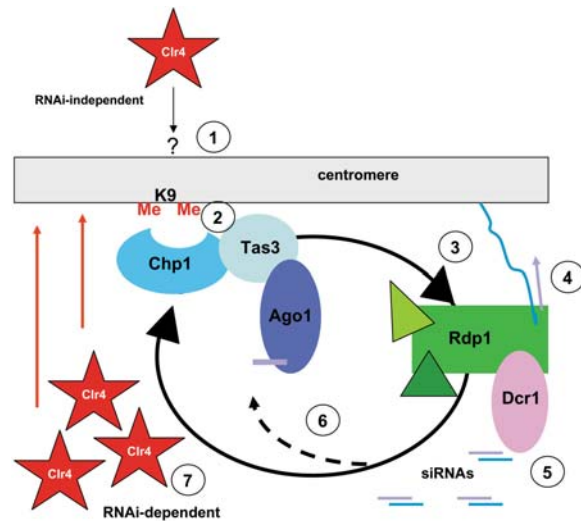 Clr4
RNAi-independent
?
1
centromere
K9
Me Me
2
Chp1
Tas3
Ago1
3
4
Rdp1
Dcr1
siRNAs
5
6
Clr4
Clr4
Clr4
7
RNAi-dependent